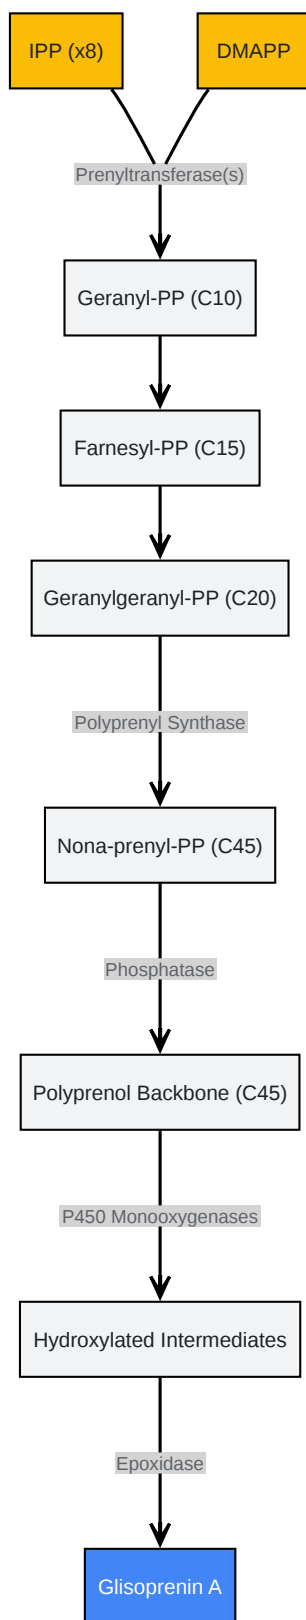 IPP (x8)
DMAPP
Prenyltransferase(s)
Geranyl-PP (C10)
Farnesyl-PP (C15)
Geranylgeranyl-PP (C20)
Polyprenyl Synthase
Nona-prenyl-PP (C45)
Phosphatase
Polyprenol Backbone (C45)
P450 Monooxygenases
Hydroxylated Intermediates
Epoxidase
Glisoprenin A